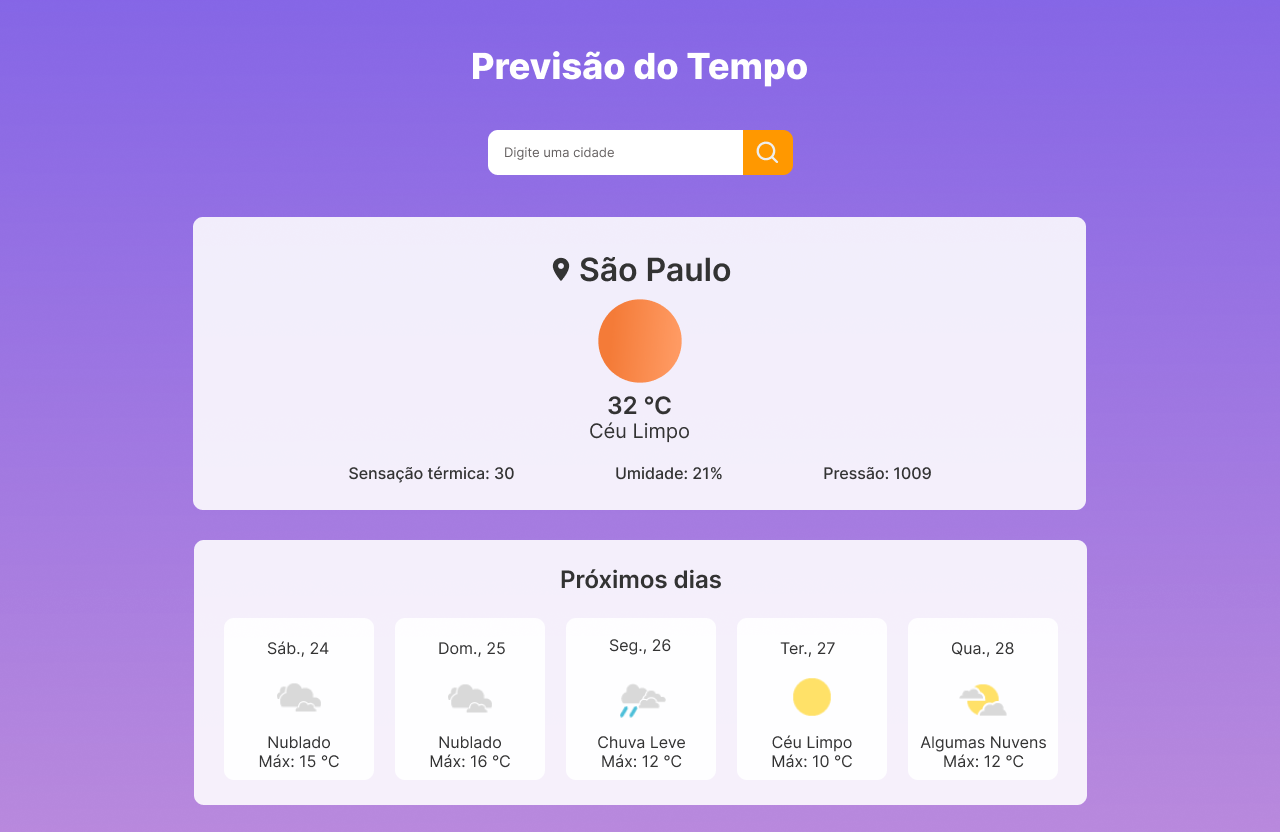 Previsão do Tempo
Digite uma cidade
São Paulo
32 °C
Céu Limpo
Sensação térmica: 30
Umidade: 21%
Pressão: 1009
Próximos dias
Sáb., 24
Nublado
Máx: 15 °C
Dom., 25
Nublado
Máx: 16 °C
Seg., 26
Chuva Leve
Máx: 12 °C
Ter., 27
Céu Limpo
Máx: 10 °C
Qua., 28
Algumas Nuvens
Máx: 12 °C